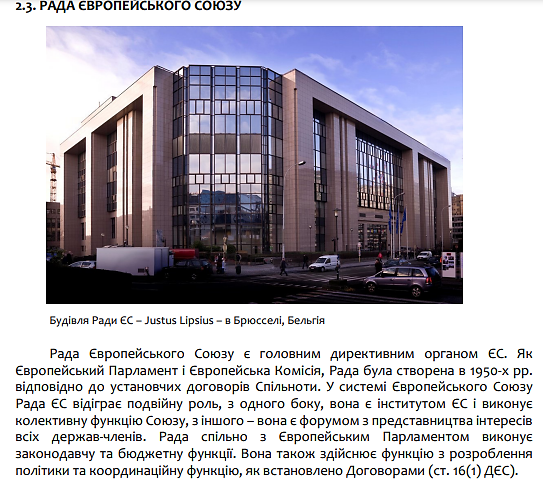 2.3. РАДА ЄВРОПЕЙСЬКОГО СОЮЗУ
Будівля Ради ЄС – Justus Lipsius – в Брюсселі, Бельгія
Рада Європейського Союзу є головним директивним органом ЄС. Як
Європейський Парламент і Європейська Комісія, Рада була створена в 1950-х рр.
відповідно до установчих договорів Спільноти. У системі Європейського Союзу
Рада ЄС відіграє подвійну роль, з одного боку, вона є інститутом ЄС і виконує
колективну функцію Союзу, з іншого – вона є форумом з представництва інтересів
всіх держав-членів. Рада спільно з Європейським Парламентом виконує
законодавчу та бюджетну функції. Вона також здійснює функцію з розроблення
політики та координаційну функцію, як встановлено Договорами (ст. 16(1) ДЄС).